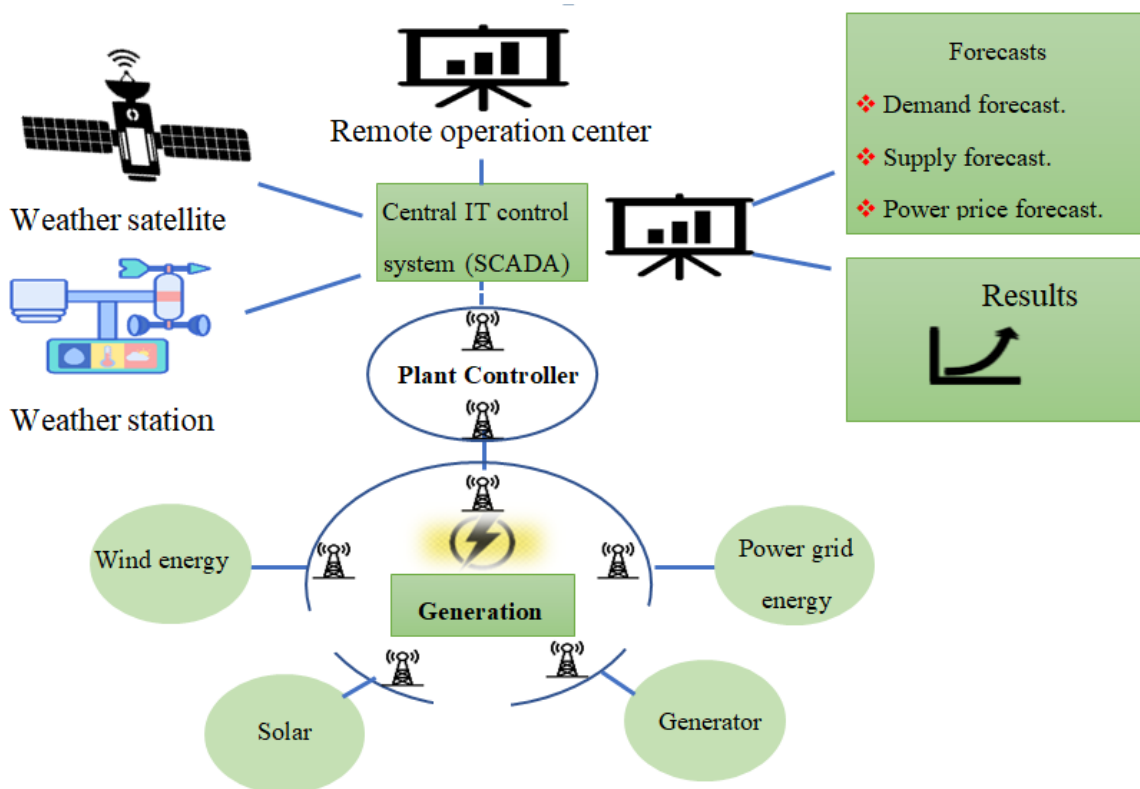 Remote operation center
Weather satellite
Central IT control
system (SCADA)
Forecasts
Demand forecast.
Supply forecast.
Power price forecast.
Results
Weather station
Plant Controller
Wind energy
Power grid
energy
Generation
Solar
Generator